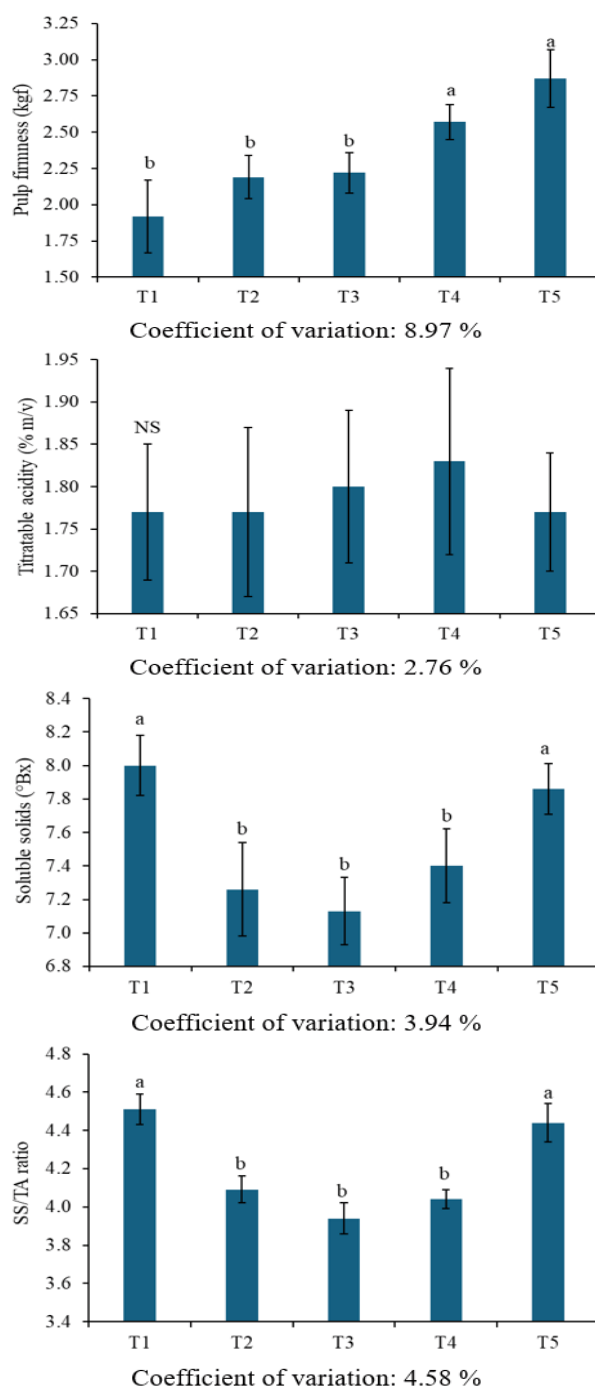 Pulp firmness (kgf)
3.25
3.00
2.75
2.50
2.25
2.00
1.75
1.50
b
b
b
a
a
T1 T2 T3 T4 T5
Coefficient of variation: 8.97 %
Titratable acidity (% m/v)
1.95
1.90
1.85
1.80
1.75
1.70
1.65
NS
T1 T2 T3 T4 T5
Coefficient of variation: 2.76 %
Soluble solids (°Bx)
8.4
8.2
8.0
7.8
7.6
7.4
7.2
7.0
6.8
a
b
b
b
a
T1 T2 T3 T4 T5
Coefficient of variation: 3.94 %
SS/TA ratio
4.8
4.6
4.4
4.2
4.0
3.8
3.6
3.4
a
b
b
b
a
T1 T2 T3 T4 T5
Coefficient of variation: 4.58 %